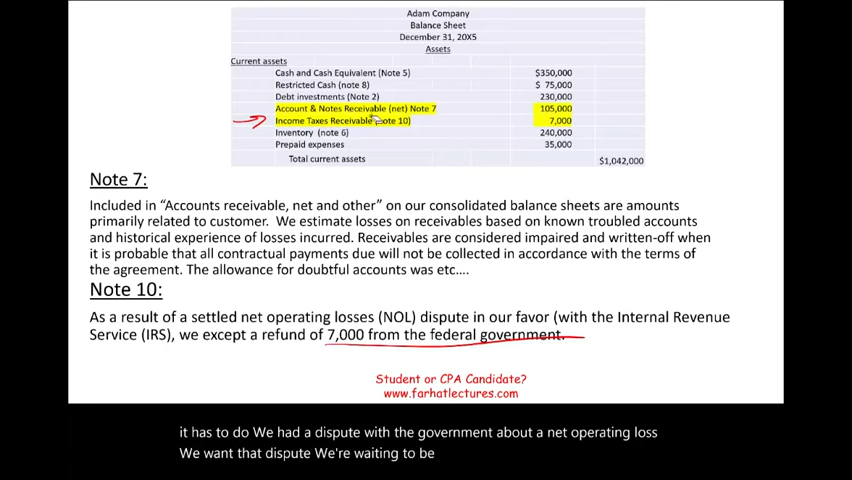 Adam Company
Balance Sheet
December 31, 20X5
Assets
Current assets
Cash and Cash Equivalent (Note 5) $350,000
Restricted Cash (note 8) $ 75,000
Debt investments (Note 2) 230,000
Account & Notes Receivable (net) Note 7 105,000
Income Taxes Receivable (note 10) 7,000
Inventory (note 6) 240,000
Prepaid expenses 35,000
Total current assets $1,042,000
Note 7:
Included in “Accounts receivable, net and other” on our consolidated balance sheets are amounts
primarily related to customer. We estimate losses on receivables based on known troubled accounts
and historical experience of losses incurred. Receivables are considered impaired and written-off when
it is probable that all contractual payments due will not be collected in accordance with the terms of
the agreement. The allowance for doubtful accounts was etc….
Note 10:
As a result of a settled net operating losses (NOL) dispute in our favor (with the Internal Revenue
Service (IRS), we except a refund of 7,000 from the federal government.
Student or CPA Candidate?
www.farhatlectures.com
it has to do We had a dispute with the government about a net operating loss
We want that dispute We're waiting to be